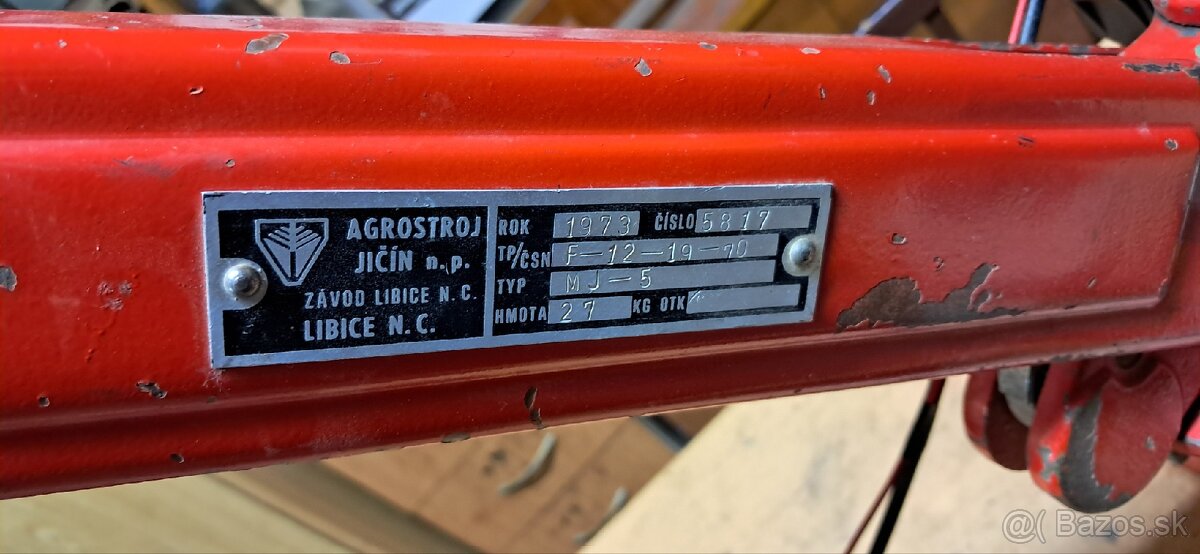 AGROSTROJ
JIČÍN n.p.
ZÁVOD LIBICE N. C.
LIBICE N. C.
ROK 1973 ČÍSLO 5817
TP/ČSN F-12-19-70
TYP MJ-5
HMOTA 27 KG OTK
@( Bazos.sk